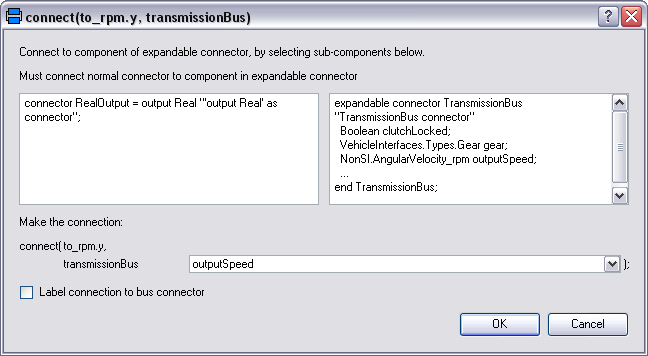 connect(to_rpm.y, transmissionBus)
Connect to component of expandable connector, by selecting sub-components below.
Must connect normal connector to component in expandable connector
connector RealOutput = output Real "'output Real' as
connector";
expandable connector TransmissionBus
"TransmissionBus connector"
Boolean clutchLocked;
VehicleInterfaces.Types.Gear gear;
NonSI.AngularVelocity_rpm outputSpeed;
...
end TransmissionBus;
Make the connection:
connect( to_rpm.y,
transmissionBus outputSpeed );
Label connection to bus connector
OK Cancel